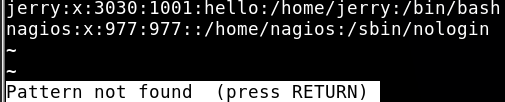 jerry:x:3030:1001:hello:/home/jerry:/bin/bash
nagios:x:977:977::/home/nagios:/sbin/nologin
~
~
Pattern not found  (press RETURN)